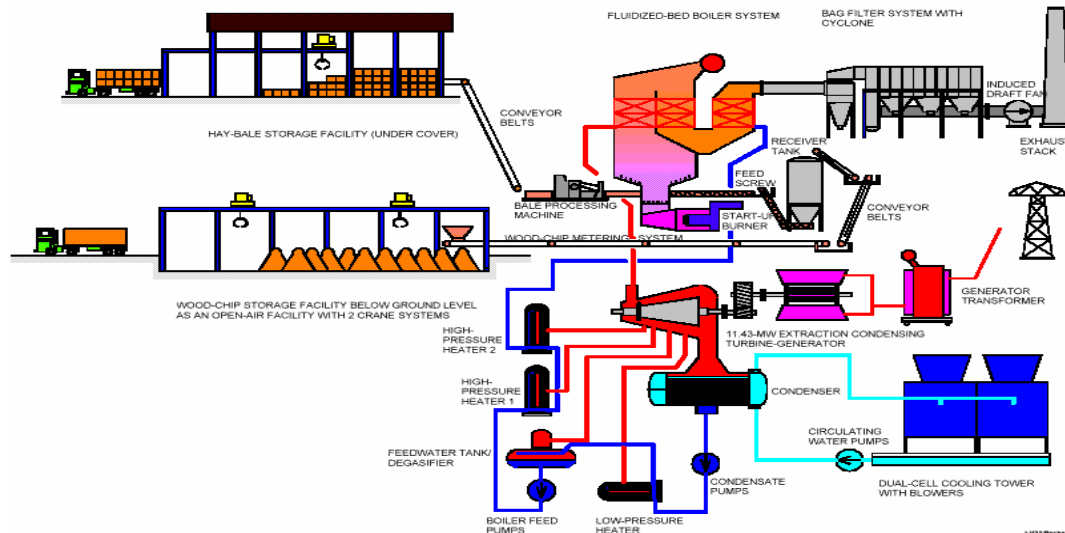 FLUIDIZED-BED BOILER SYSTEM
BAG FILTER SYSTEM WITH
CYCLONE
INDUCED
DRAFT FAN
CONVEYOR
BELTS
HAY-BALE STORAGE FACILITY (UNDER COVER)
RECEIVER
TANK
EXHAUS
STACK
FEED
SCREW
BALE PROCESSING
MACHINE
START-UP
BURNER
CONVEYOR
BELTS
WOOD-CHIP METERING SYSTEM
GENERATOR
TRANSFORMER
WOOD-CHIP STORAGE FACILITY BELOW GROUND LEVEL
AS AN OPEN-AIR FACILITY WITH 2 CRANE SYSTEMS
HIGH-
PRESSURE
HEATER 2
11.43-MW EXTRACTION CONDENSING
TURBINE-GENERATOR
HIGH-
PRESSURE
HEATER 1
CONDENSER
CIRCULATING
WATER PUMPS
FEEDWATER TANK/
DEGASIFIER
CONDENSATE
PUMPS
DUAL-CELL COOLING TOWER
WITH BLOWERS
BOILER FEED
PUMPS
LOW-PRESSURE
HEATER